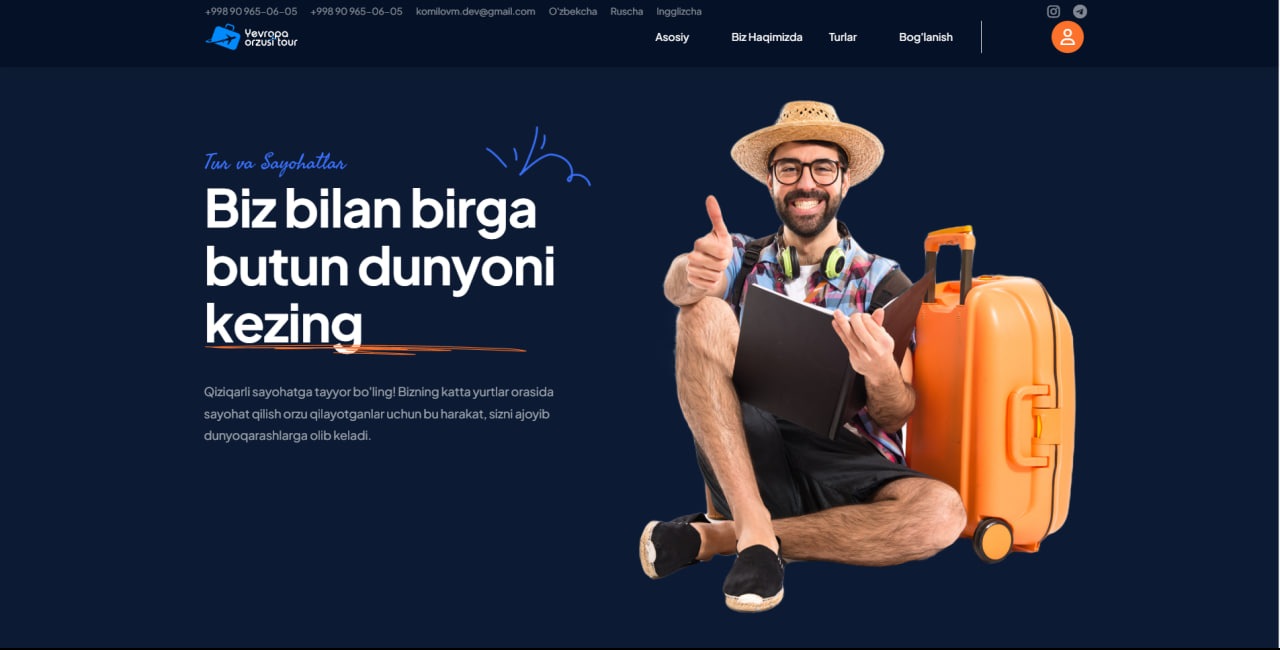 +998 90 965-06-05 +998 90 965-06-05 komilovm.dev@gmail.com O'zbekcha Ruscha Ingglizcha
Yevropa
orzusi tour
Asosiy Biz Haqimizda Turlar Bog'lanish
Tur va Sayohatlar
Biz bilan birga
butun dunyoni
kezing
Qiziqarli sayohatga tayyor bo'ling! Bizning katta yurtlar orasida
sayohat qilish orzu qilayotganlar uchun bu harakat, sizni ajoyib
dunyoqarashlarga olib keladi.